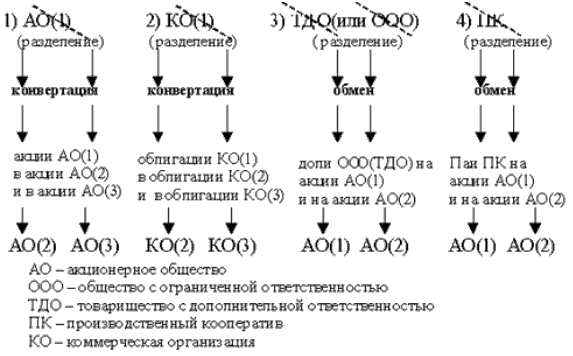 1) АО(1) 2) КО(1) 3) ТДО(или ООО) 4) ПК
(разделение) (разделение) (разделение) (разделение)
конвертация конвертация обмен обмен
акции АО(1)
в акции АО(2)
и в акции АО(3)
облигации КО(1)
в облигации КО(2)
и в облигации КО(3)
доли ООО(ТДО) на
акции АО(1)
и на акции АО(2)
Паи ПК на
акции АО(1)
и на акции АО(2)
АО(2) АО(3) КО(2) КО(3) АО(1) АО(2) АО(1) АО(2)
АО – акционерное общество
ООО – общество с ограниченной ответственностью
ТДО – товарищество с дополнительной ответственностью
ПК – производственный кооператив
КО – коммерческая организация